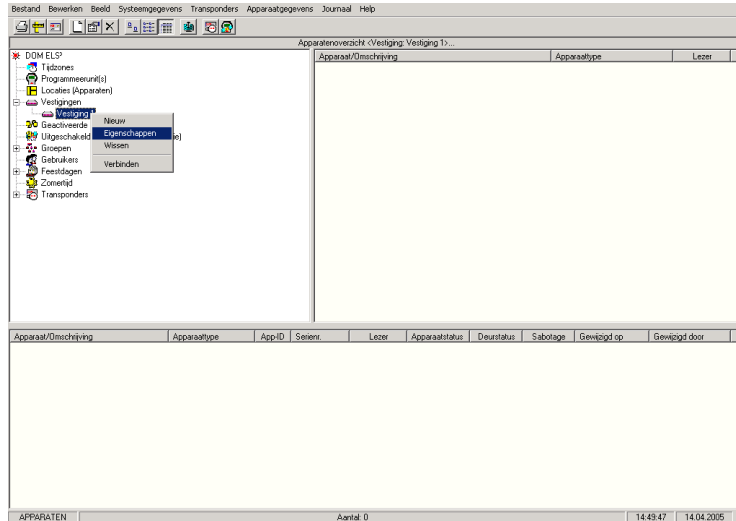 Bestand Bewerken Beeld Systeemgegevens Transponders Apparaatgegevens Journaal Help
Apparatenoverzicht <Vestiging: Vestiging 1>...
DOM ELS³
Tijdzones
Programmeerunit(s)
Locaties (Apparaten)
Vestigingen
Vestiging 1
Geactiveerde
Uitgeschakeld ie)
Groepen
Gebruikers
Feestdagen
Zomertijd
Transponders
Nieuw
Eigenschappen
Wissen
Verbinden
Apparaat/Omschrijving Apparaattype Lezer
Apparaat/Omschrijving Apparaattype App-ID Serienr. Lezer Apparaatstatus Deurstatus Sabotage Gewijzigd op Gewijzigd door
APPARATEN Aantal: 0 14:49:47 14.04.2005